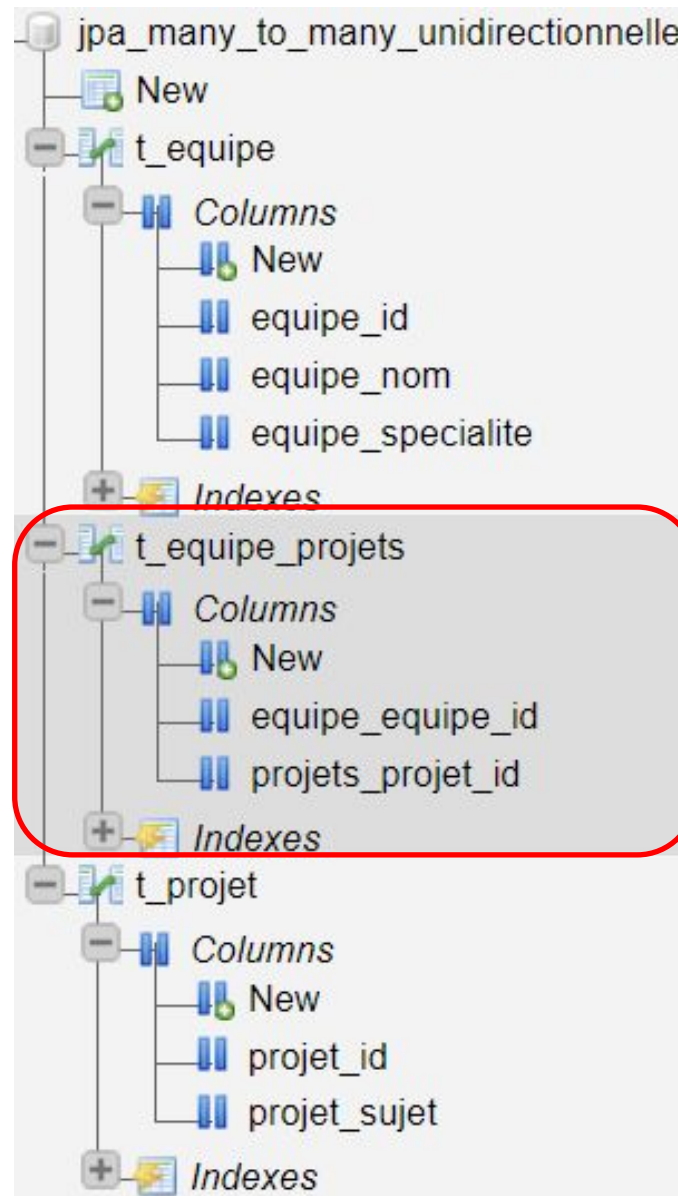 jpa_many_to_many_unidirectionnelle
New
t_equipe
Columns
New
equipe_id
equipe_nom
equipe_specialite
Indexes
t_equipe_projets
Columns
New
equipe_equipe_id
projets_projet_id
Indexes
t_projet
Columns
New
projet_id
projet_sujet
Indexes